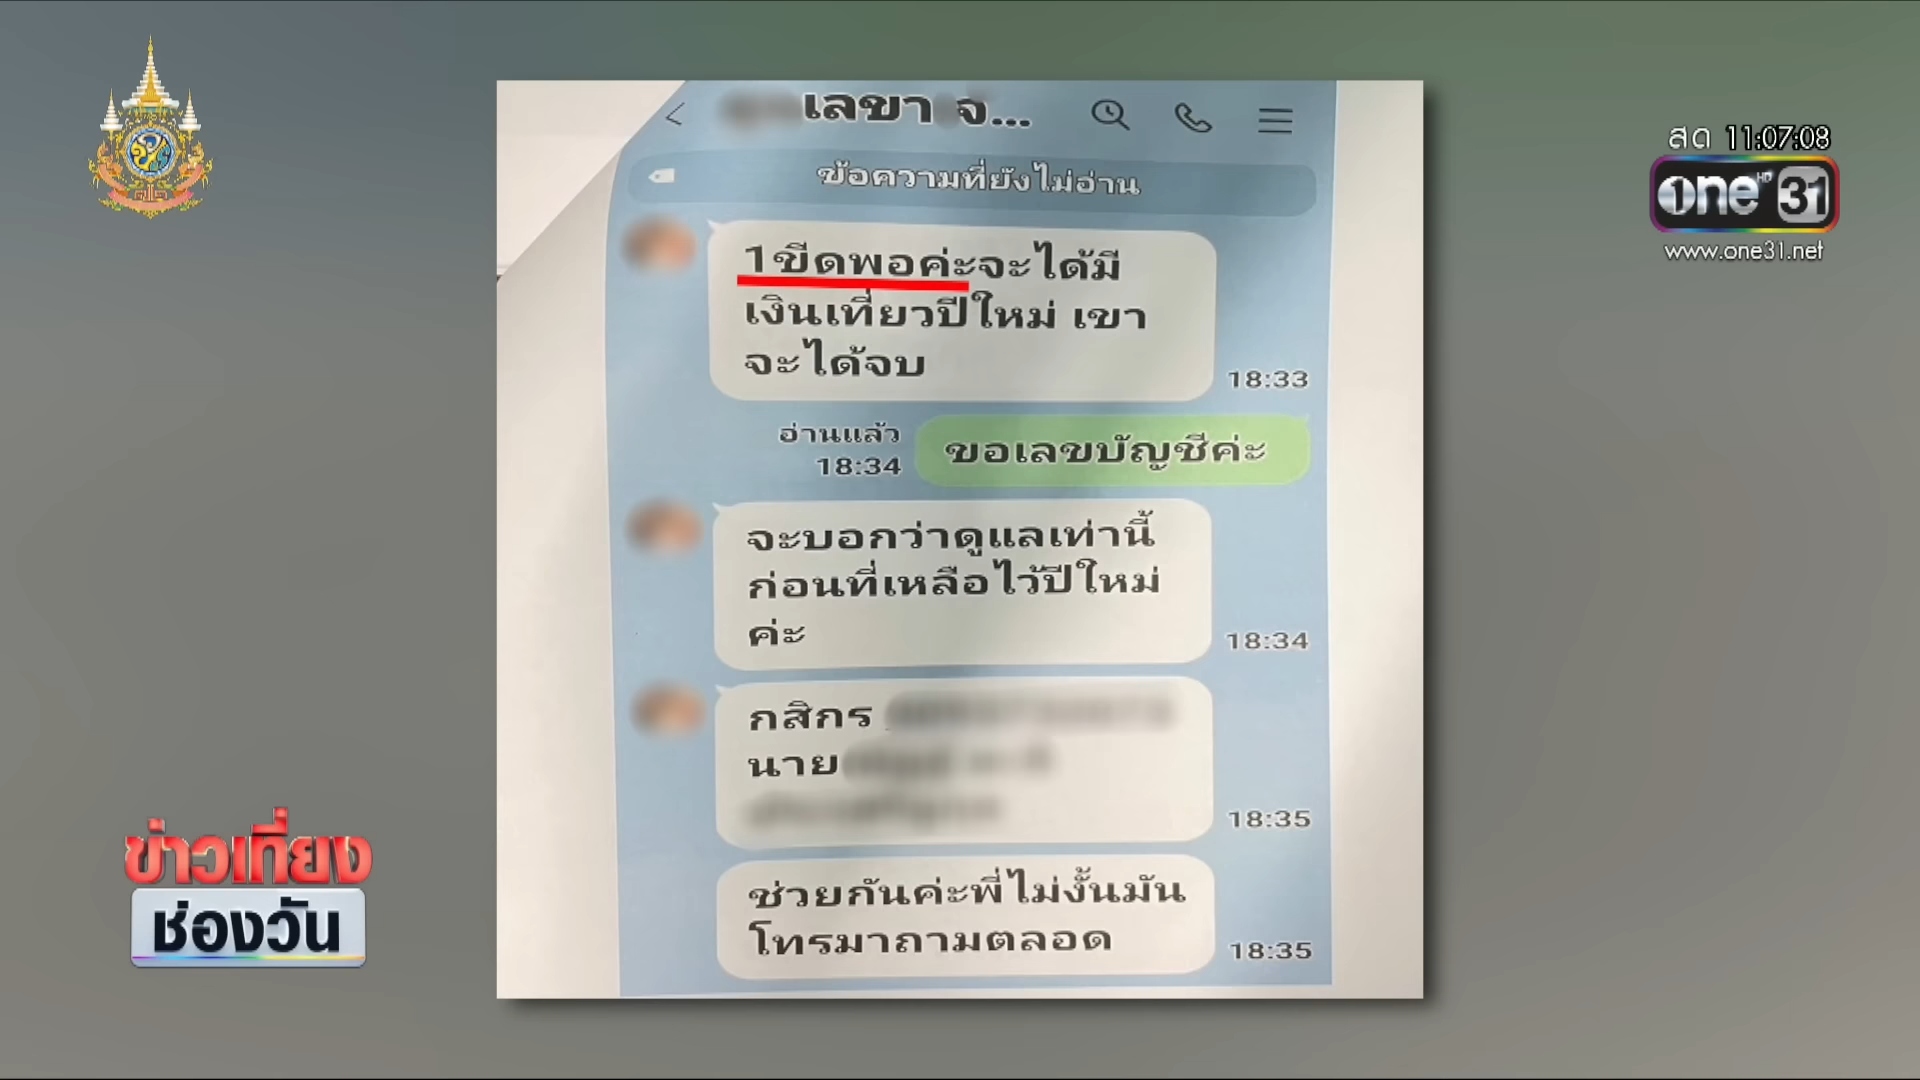 เลขา จ...
ข้อความที่ยังไม่อ่าน
1ขีดพอค่ะจะได้มี
เงินเที่ยวปีใหม่ เขา
จะได้จบ
18:33
อ่านแล้ว
18:34
ขอเลขบัญชีค่ะ
จะบอกว่าดูแลเท่านี้
ก่อนที่เหลือไว้ปีใหม่
ค่ะ
18:34
กสิกร
นาย
18:35
ช่วยกันค่ะพี่ไม่งั้นมัน
โทรมาถามตลอด
18:35
สด 11:07:08
one HD 31
www.one31.net
ข่าวเที่ยง
ช่องวัน